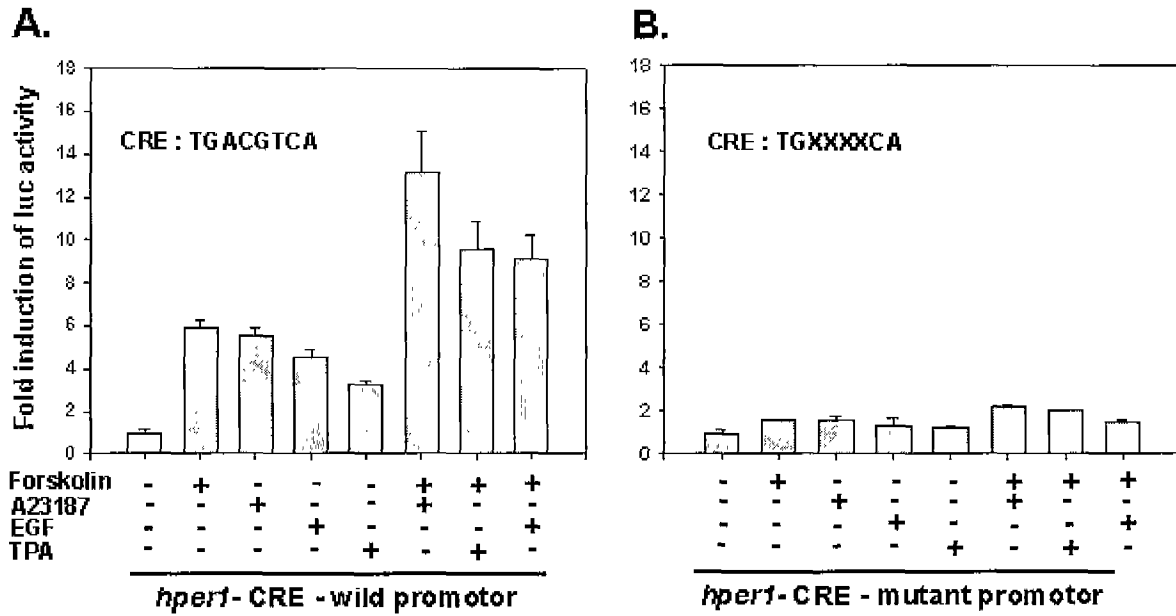 A.
Fold induction of luc activity
18
16
14
12
10
8
6
4
2
0
CRE : TGACGTCA
Forskolin - + - - - + + +
A23187 - - + - - + - -
EGF - - - + - - - +
TPA - - - - + - + -
hper1- CRE - wild promotor
B.
18
16
14
12
10
8
6
4
2
0
CRE : TGXXXXCA
- + - - - + + +
- - + - - + - -
- - - + - - - +
- - - - + - + -
hper1- CRE - mutant promotor